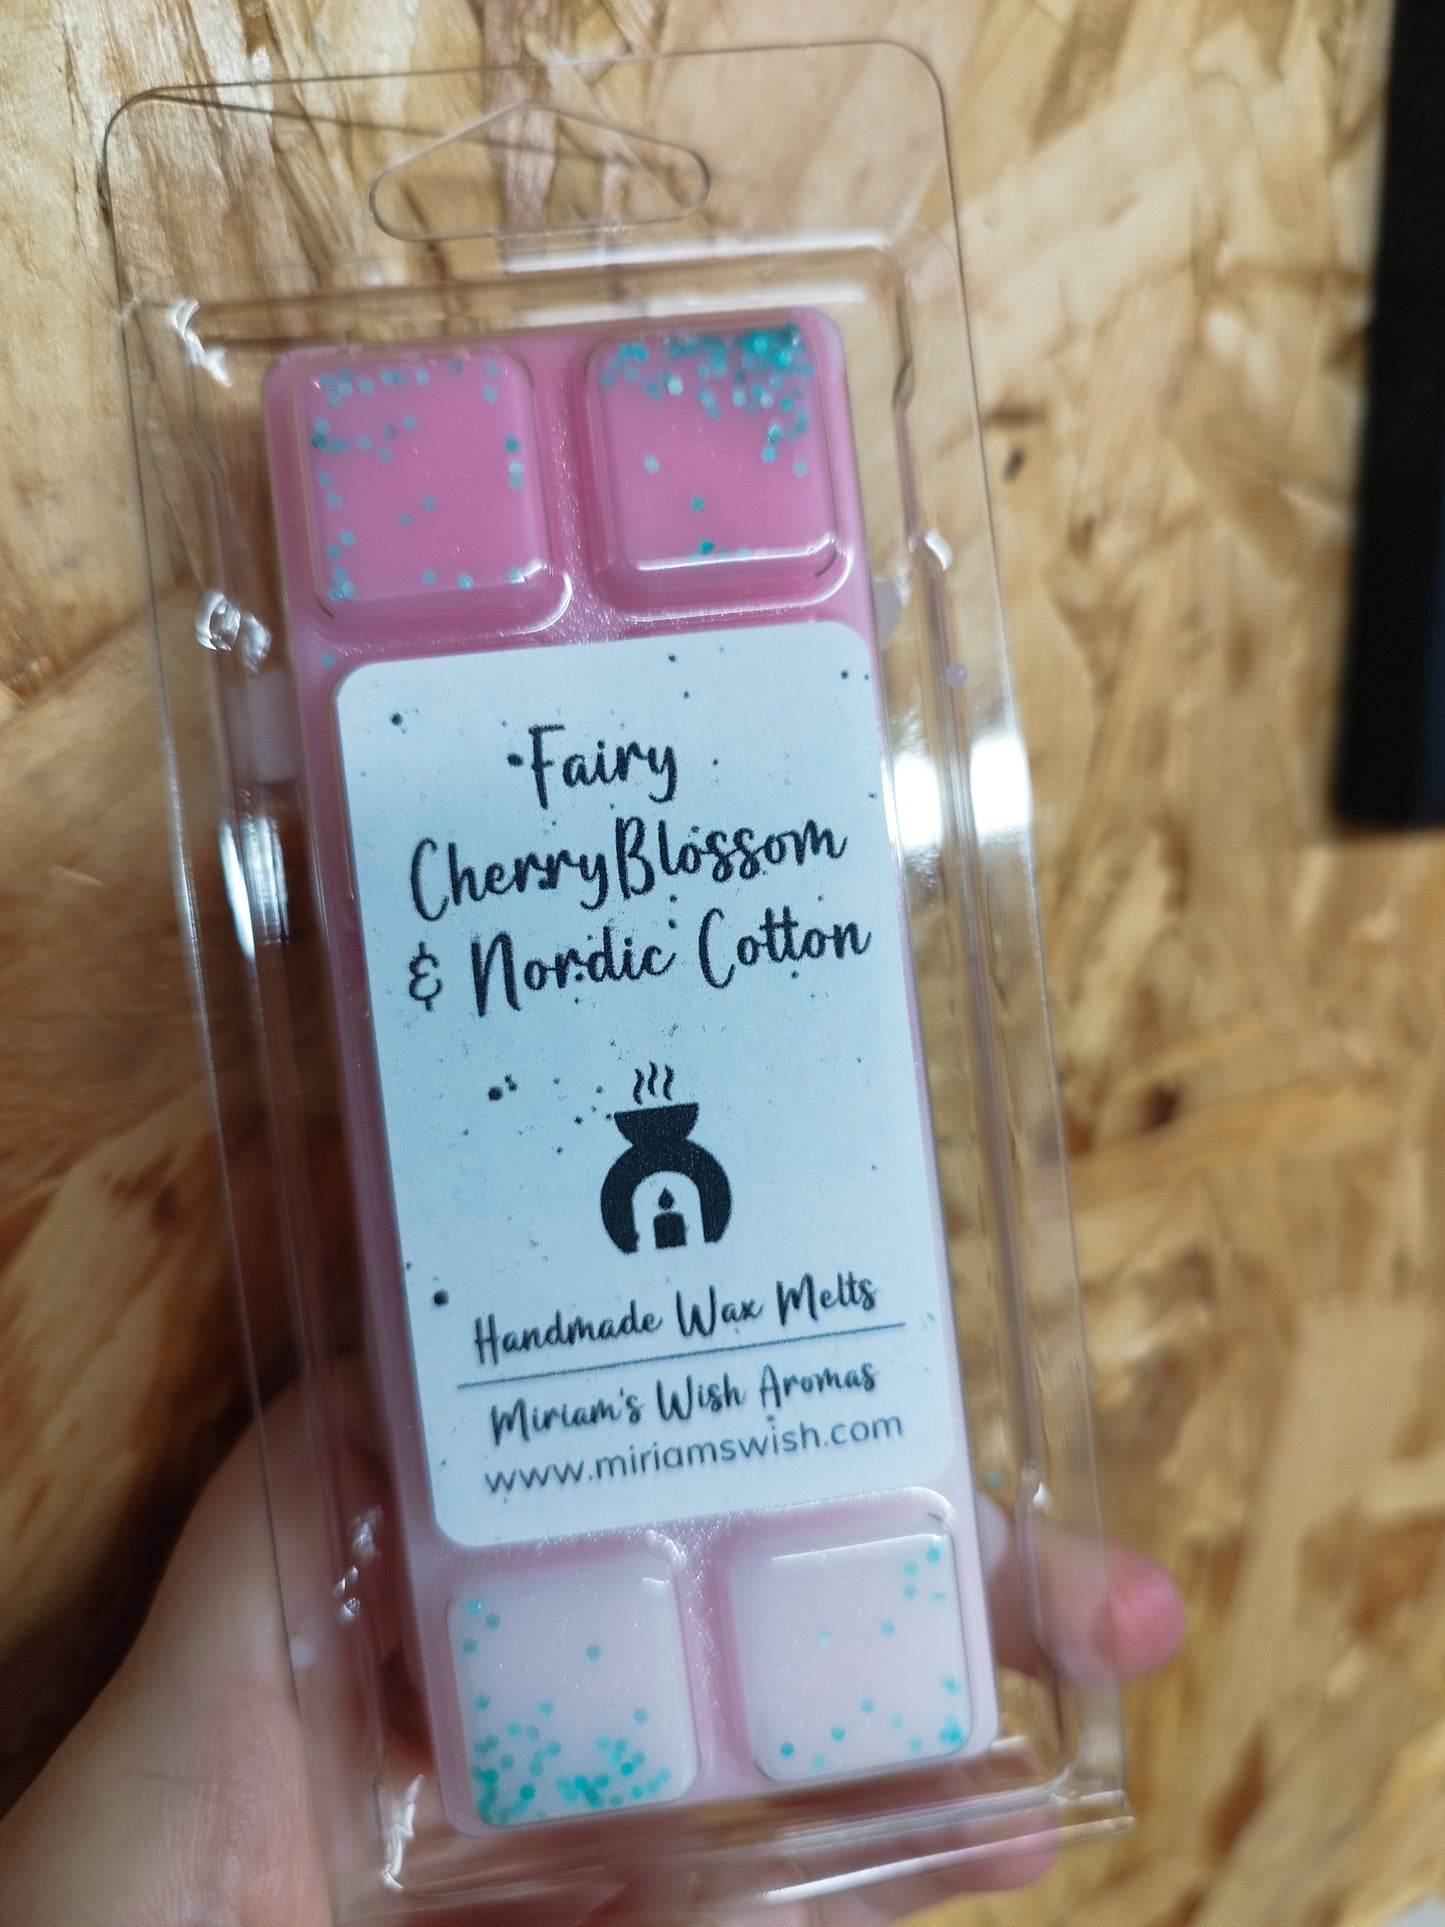 Fairy
CherryBlossom
& Nordic Cotton
Handmade Wax Melts
Miriam's Wish Aromas
www.miriamswish.com